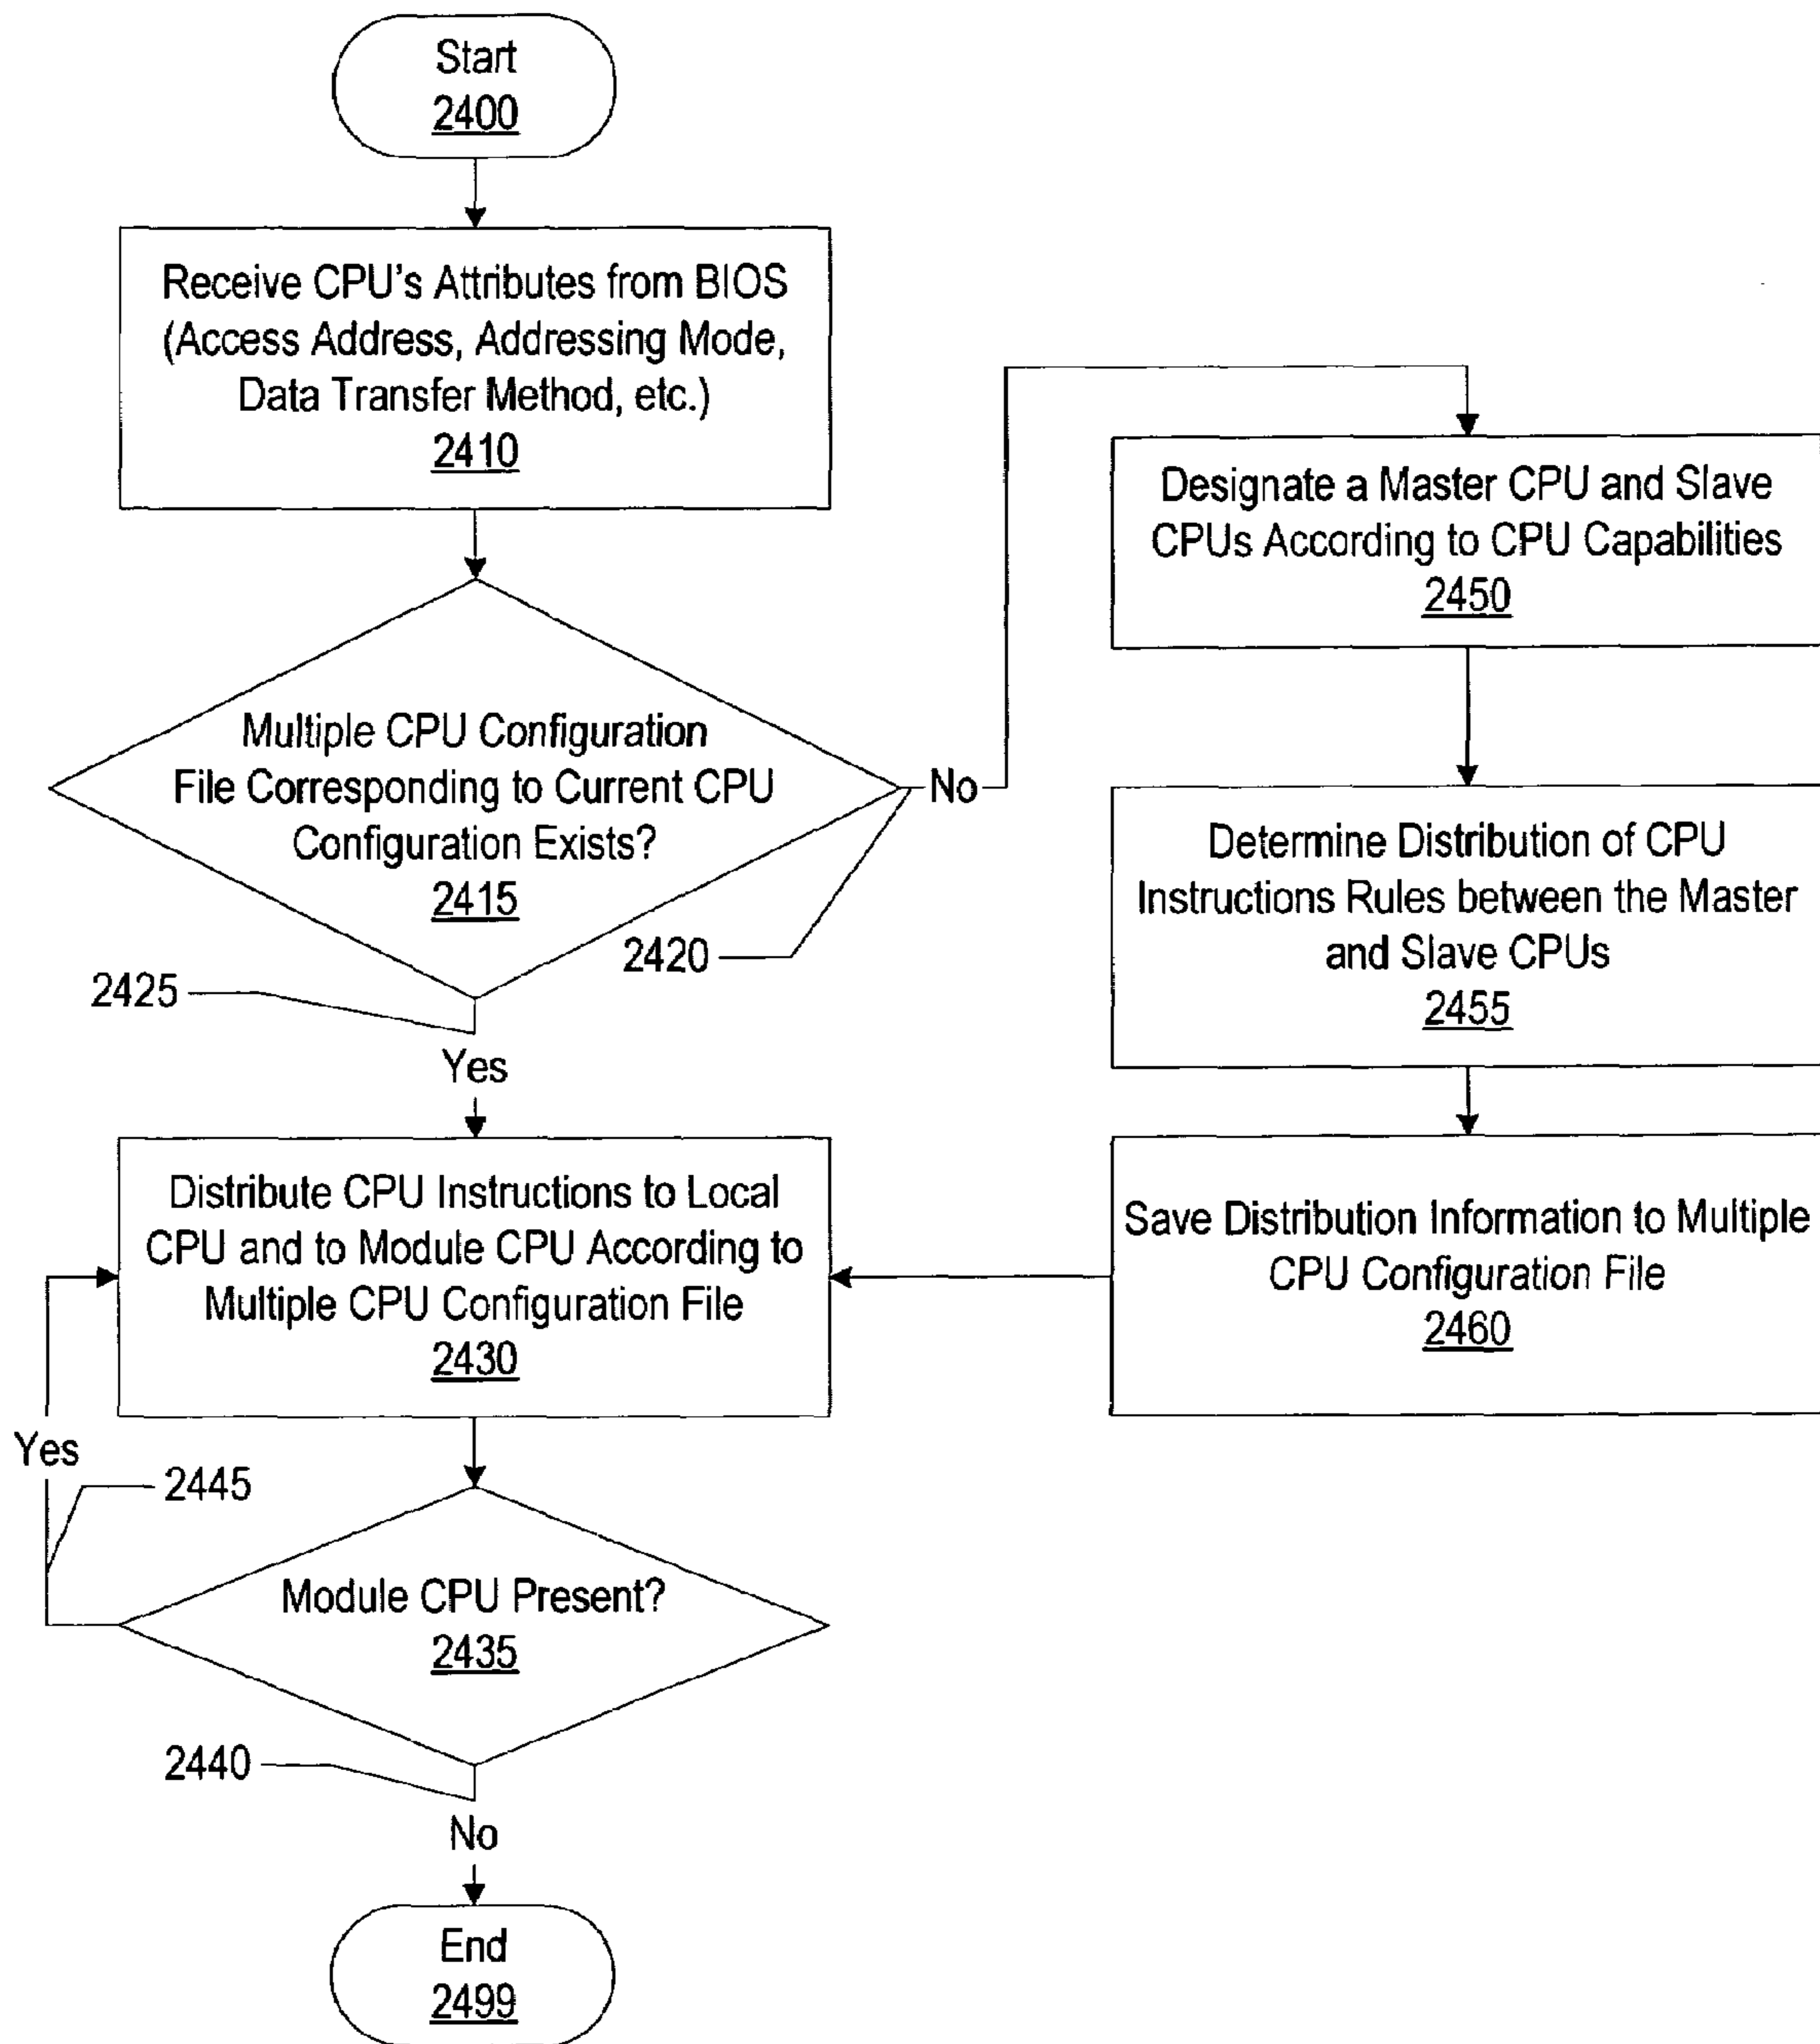 Start
2400
Receive CPU's Attributes from BIOS
(Access Address, Addressing Mode,
Data Transfer Method, etc.)
2410
Multiple CPU Configuration
File Corresponding to Current CPU
Configuration Exists?
2415
No
2420
2425
Yes
Designate a Master CPU and Slave
CPUs According to CPU Capabilities
2450
Determine Distribution of CPU
Instructions Rules between the Master
and Slave CPUs
2455
Save Distribution Information to Multiple
CPU Configuration File
2460
Distribute CPU Instructions to Local
CPU and to Module CPU According to
Multiple CPU Configuration File
2430
Yes
2445
Module CPU Present?
2435
2440
No
End
2499